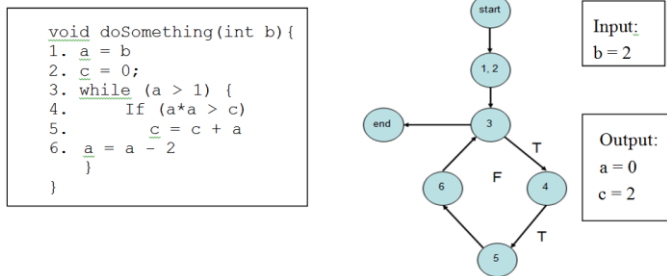 void doSomething(int b){
1. a = b
2. c = 0;
3. while (a > 1) {
4. If (a*a > c)
5. c = c + a
6. a = a - 2
}
}
start
1, 2
3
end
T
F
6
4
T
5
Input:
b = 2
Output:
a = 0
c = 2